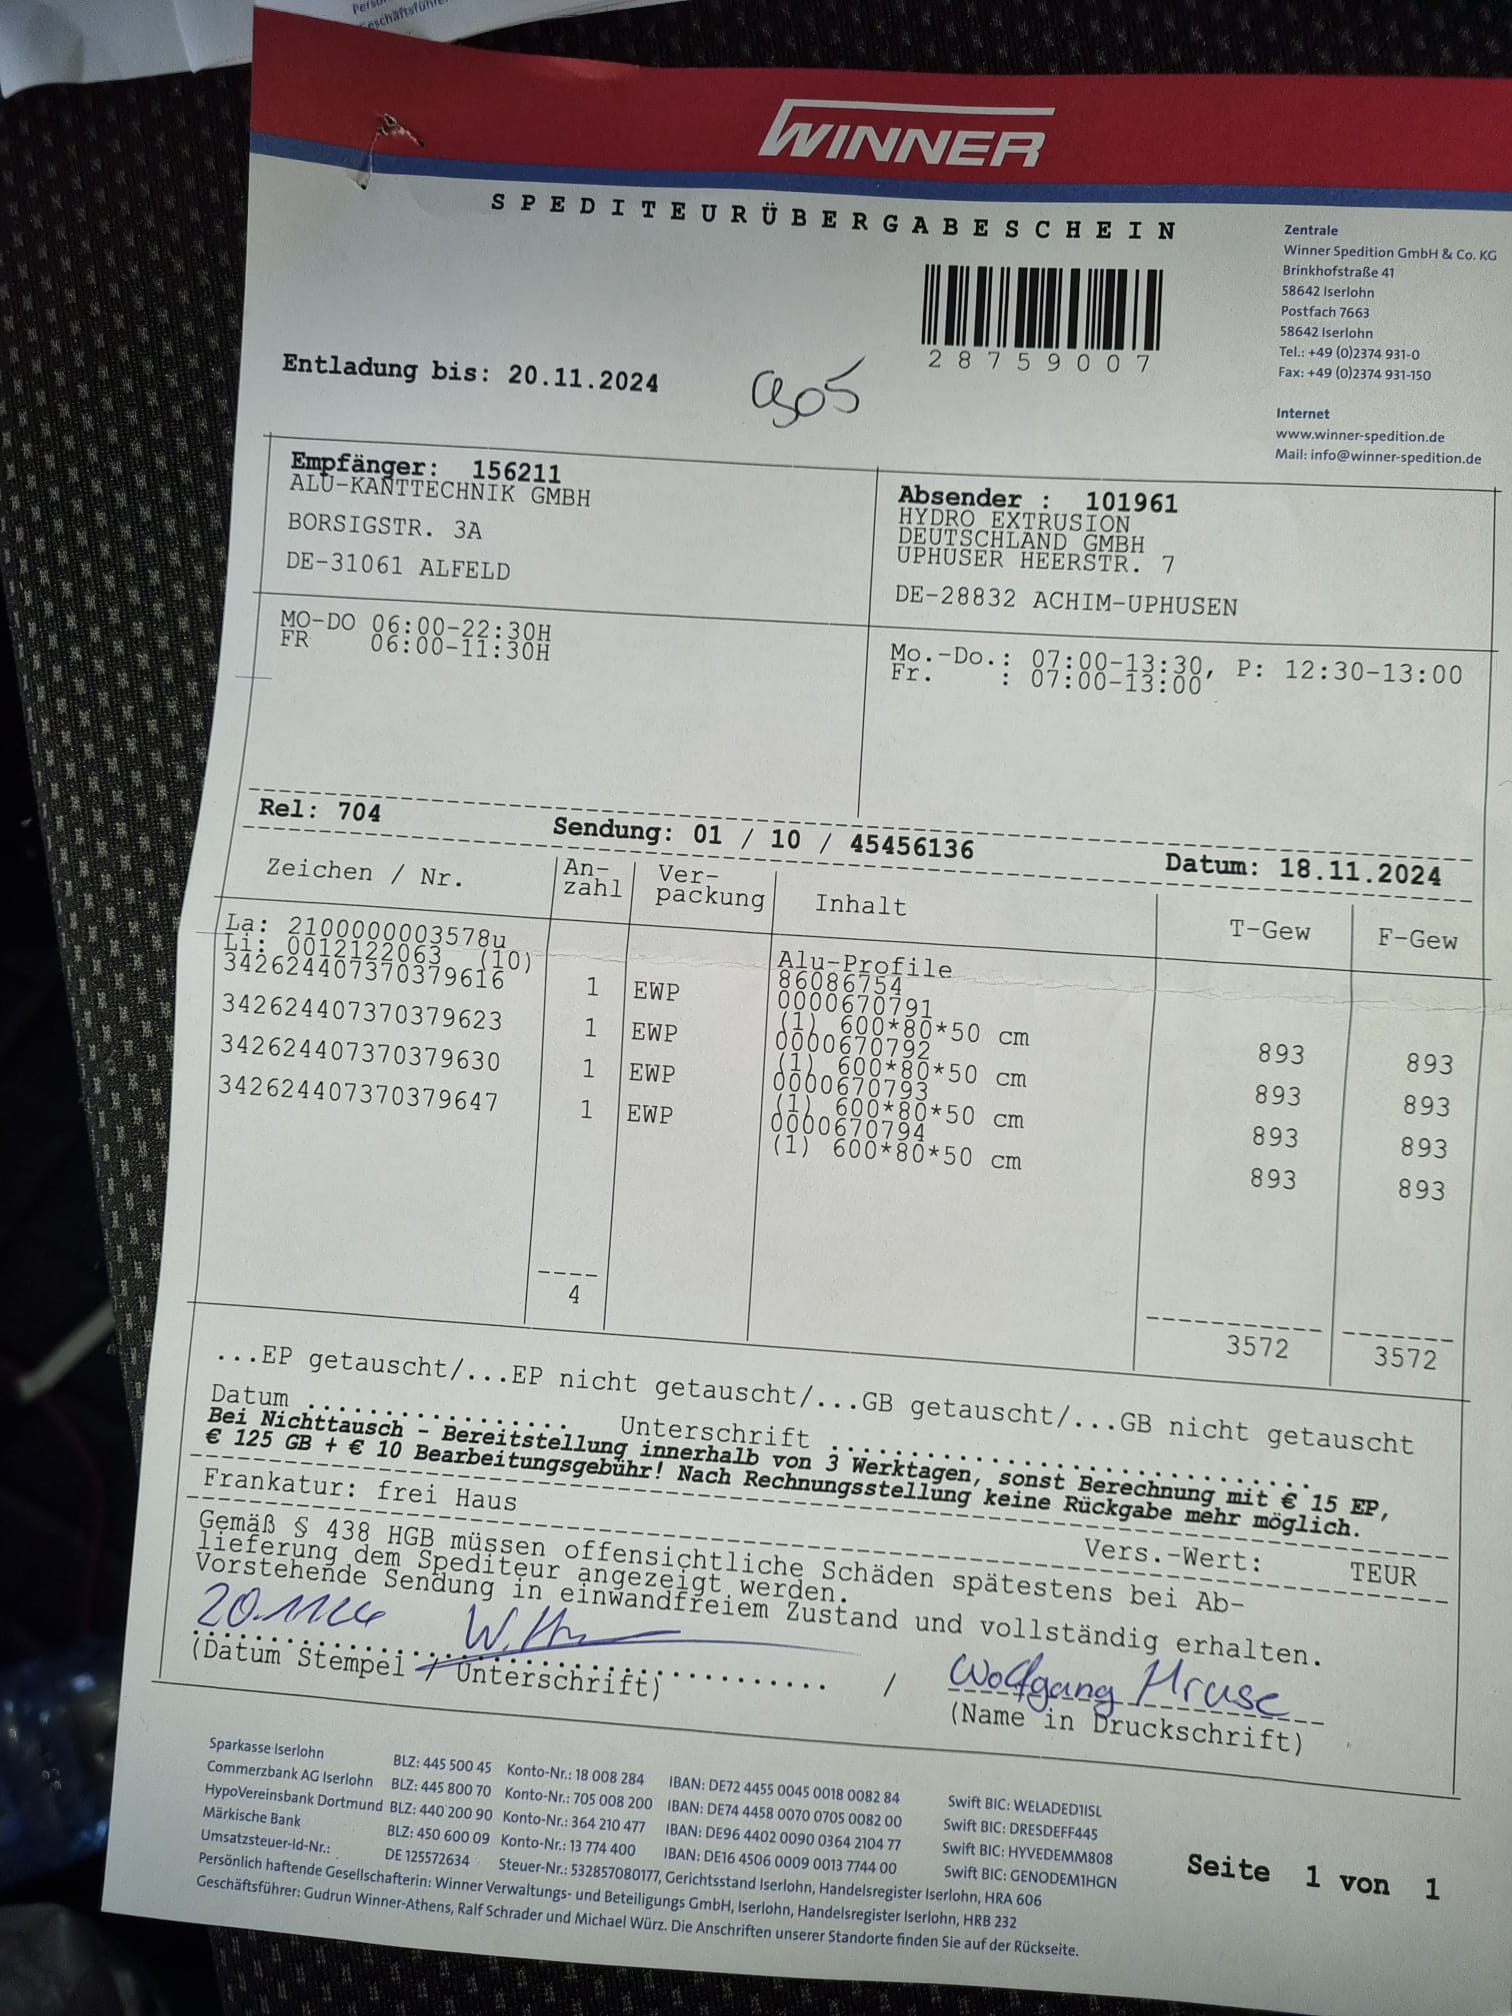 WINNER
SPEDITEURÜBERGABESCHEIN
Zentrale
Winner Spedition GmbH & Co. KG
Brinkhofstraße 41
58642 Iserlohn
Postfach 7663
58642 Iserlohn
Tel.: +49 (0)2374 931-0
Fax: +49 (0)2374 931-150
Internet
www.winner-spedition.de
Mail: info@winner-spedition.de
28759007
Entladung bis: 20.11.2024
Empfänger: 156211
ALU-KANTTECHNIK GMBH
BORSIGSTR. 3A
DE-31061 ALFELD
Absender : 101961
HYDRO EXTRUSION
DEUTSCHLAND GMBH
UPHUSER HEERSTR. 7
DE-28832 ACHIM-UPHUSEN
MO-DO 06:00-22:30H
FR 06:00-11:30H
Mo.-Do.: 07:00-13:30, P: 12:30-13:00
Fr. : 07:00-13:00
Rel: 704 Sendung: 01 / 10 / 45456136 Datum: 18.11.2024
Zeichen / Nr. An-zahl Ver-packung Inhalt T-Gew F-Gew
La: 2100000003578u
Li: 0012122063 (10) Alu-Profile
86086754
342624407370379616 1 EWP 0000670791
(1) 600*80*50 cm 893 893
342624407370379623 1 EWP 0000670792
(1) 600*80*50 cm 893 893
342624407370379630 1 EWP 0000670793
(1) 600*80*50 cm 893 893
342624407370379647 1 EWP 0000670794
(1) 600*80*50 cm 893 893
4 3572 3572
...EP getauscht/...EP nicht getauscht/...GB getauscht/...GB nicht getauscht
Datum ................. Unterschrift ...............................
Bei Nichttausch - Bereitstellung innerhalb von 3 Werktagen, sonst Berechnung mit € 15 EP,
€ 125 GB + € 10 Bearbeitungsgebühr! Nach Rechnungsstellung keine Rückgabe mehr möglich.
Frankatur: frei Haus Vers.-Wert: TEUR
Gemäß § 438 HGB müssen offensichtliche Schäden spätestens bei Ab-
lieferung dem Spediteur angezeigt werden.
Vorstehende Sendung in einwandfreiem Zustand und vollständig erhalten.
20.11.24
(Datum Stempel / Unterschrift) / Wolfgang
(Name in Druckschrift)
Sparkasse Iserlohn BLZ: 445 500 45 Konto-Nr.: 18 008 284 IBAN: DE72 4455 0045 0018 0082 84 Swift BIC: WELADED1ISL
Commerzbank AG Iserlohn BLZ: 445 800 70 Konto-Nr.: 705 008 200 IBAN: DE74 4458 0070 0705 0082 00 Swift BIC: DRESDEFF445
HypoVereinsbank Dortmund BLZ: 440 200 90 Konto-Nr.: 364 210 477 IBAN: DE96 4402 0090 0364 2104 77 Swift BIC: HYVEDEMM808
Märkische Bank BLZ: 450 600 09 Konto-Nr.: 13 774 400 IBAN: DE16 4506 0009 0013 7744 00 Swift BIC: GENODEM1HGN
Umsatzsteuer-Id-Nr.: DE 125572634 Steuer-Nr.: 532857080177, Gerichtsstand Iserlohn, Handelsregister Iserlohn, HRA 606
Persönlich haftende Gesellschafterin: Winner Verwaltungs- und Beteiligungs GmbH, Iserlohn, Handelsregister Iserlohn, HRB 232
Geschäftsführer: Gudrun Winner-Athens, Ralf Schrader und Michael Würz. Die Anschriften unserer Standorte finden Sie auf der Rückseite.
Seite 1 von 1